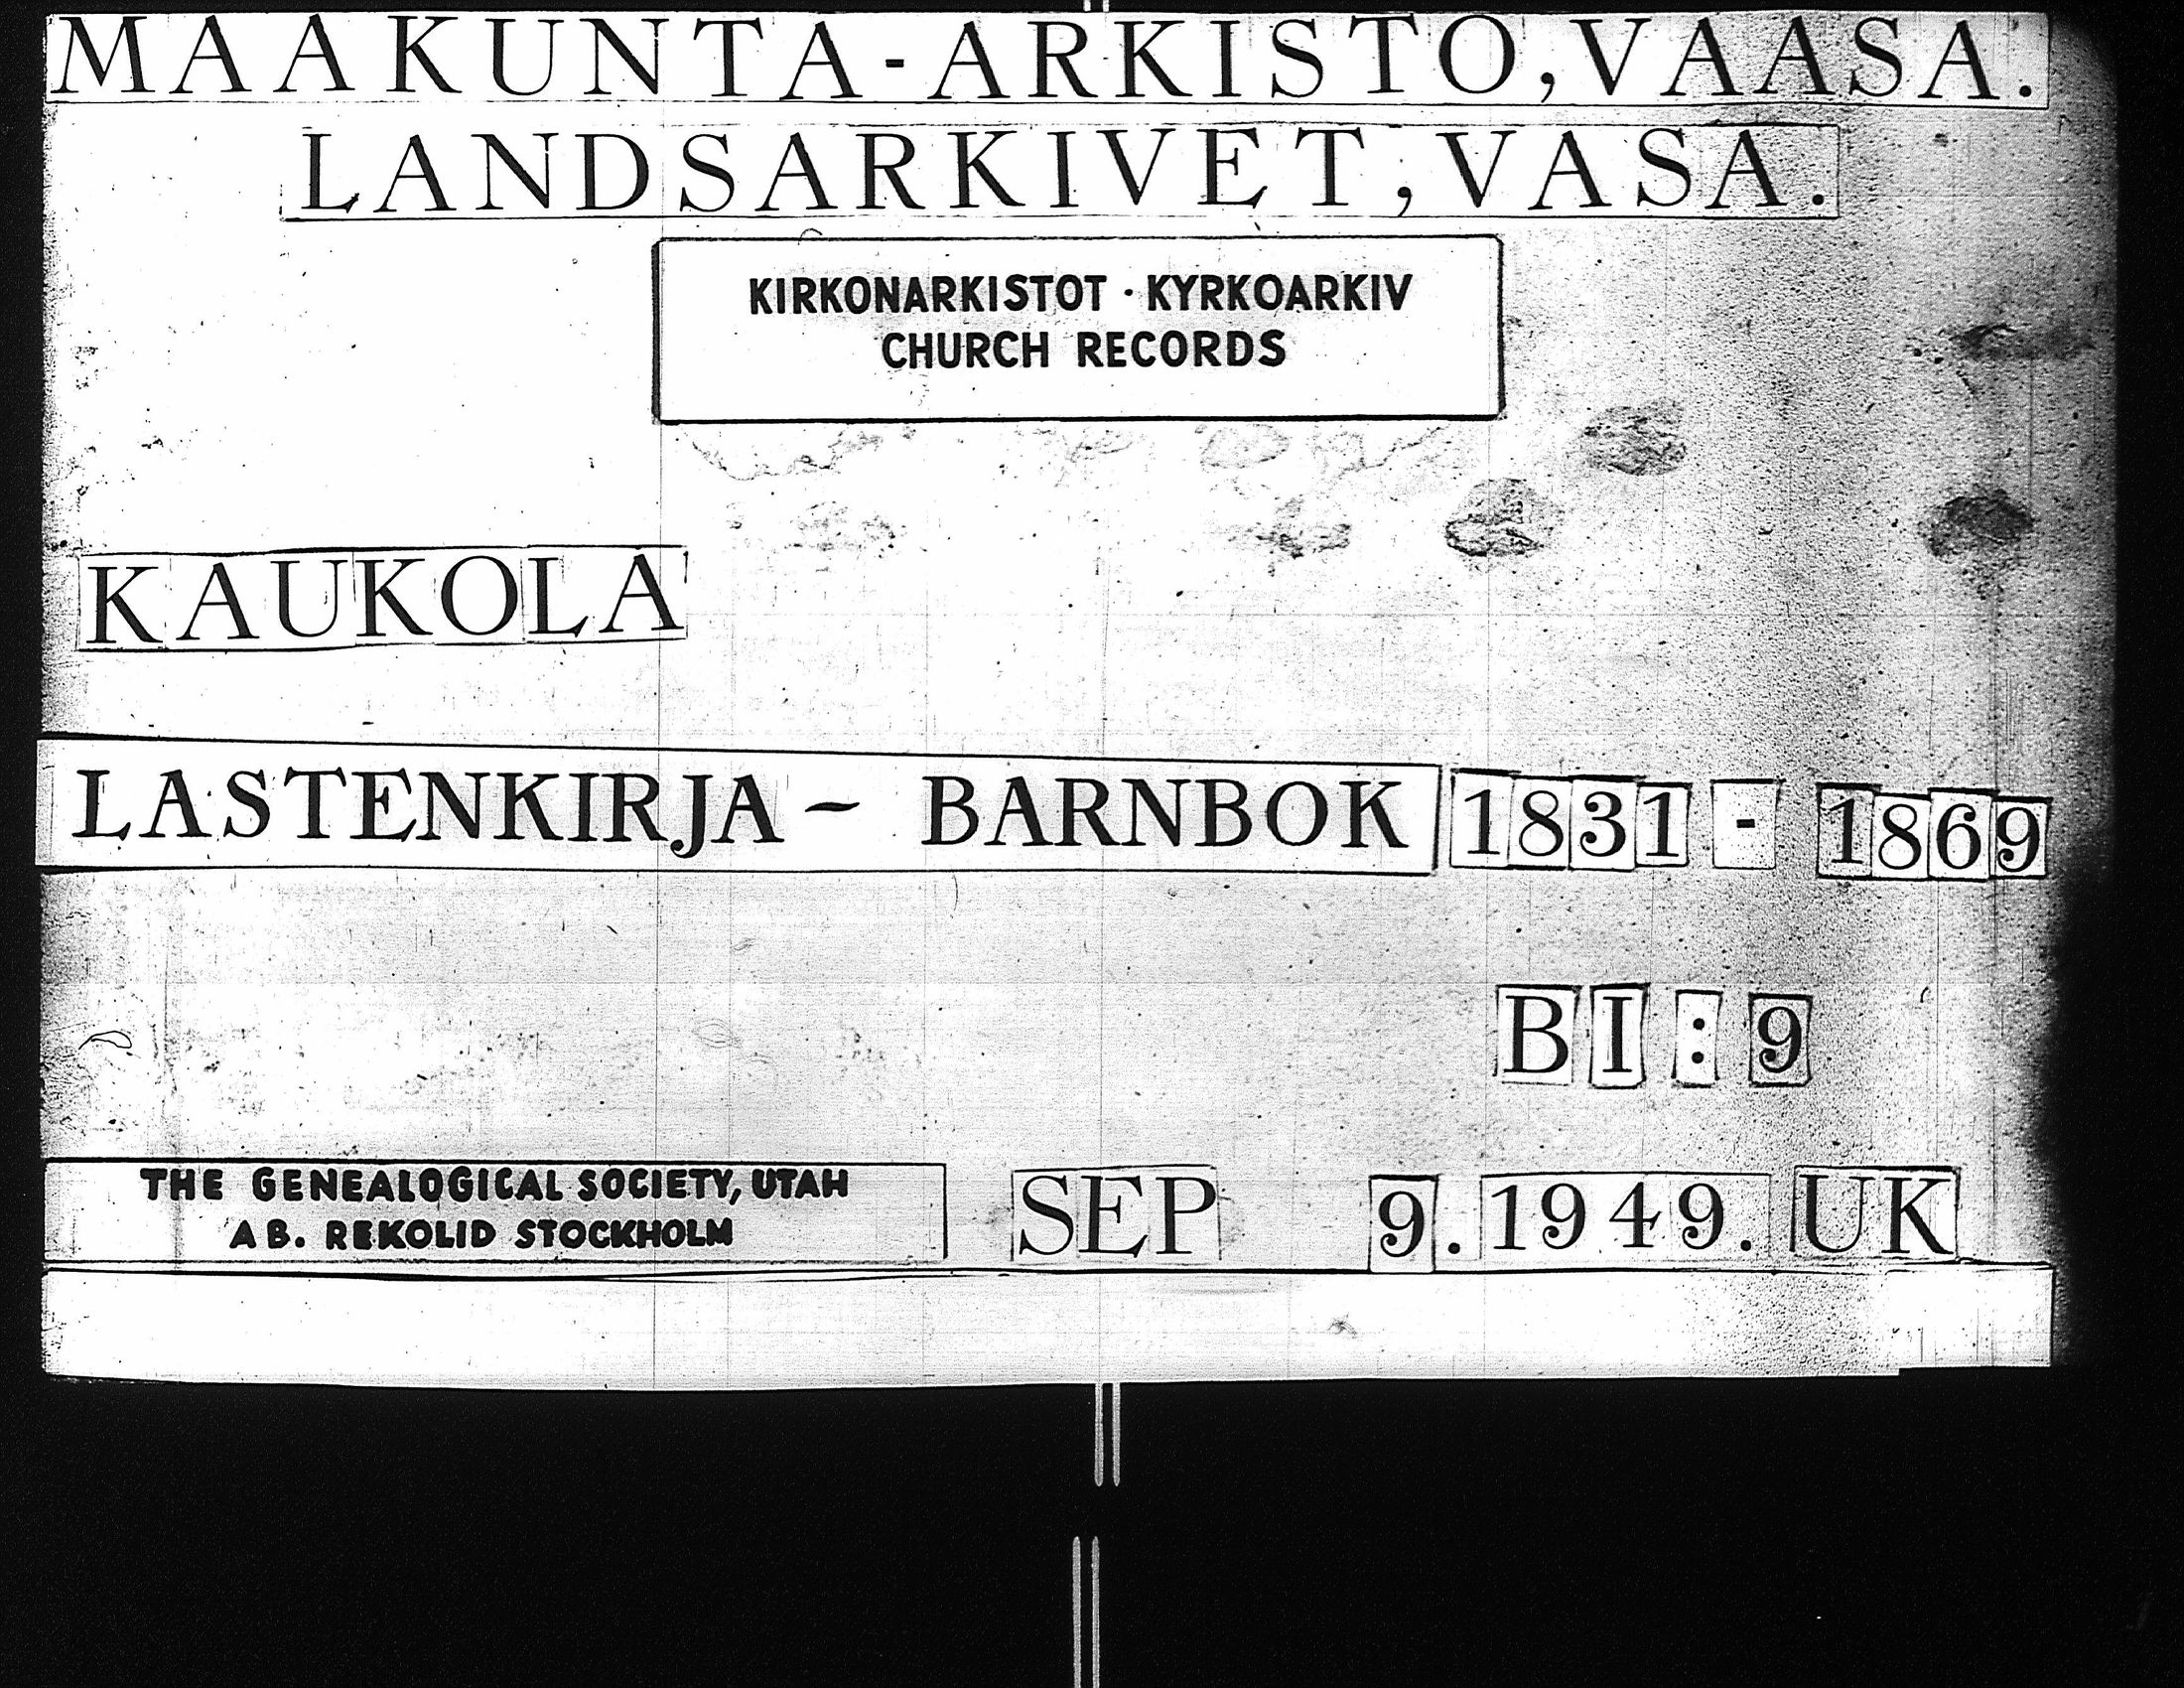 MAAKUNTA-ARKISTO, VAASA.
LANDSARKIVET, VASA.
KIRKONARKISTOT · KYRKOARKIV
CHURCH RECORDS
KAUKOLA
LASTENKIRJA - BARNBOK 1831 - 1869
BI : 9
THE GENEALOGICAL SOCIETY, UTAH
AB. REKOLID STOCKHOLM
SEP 9. 1949. UK